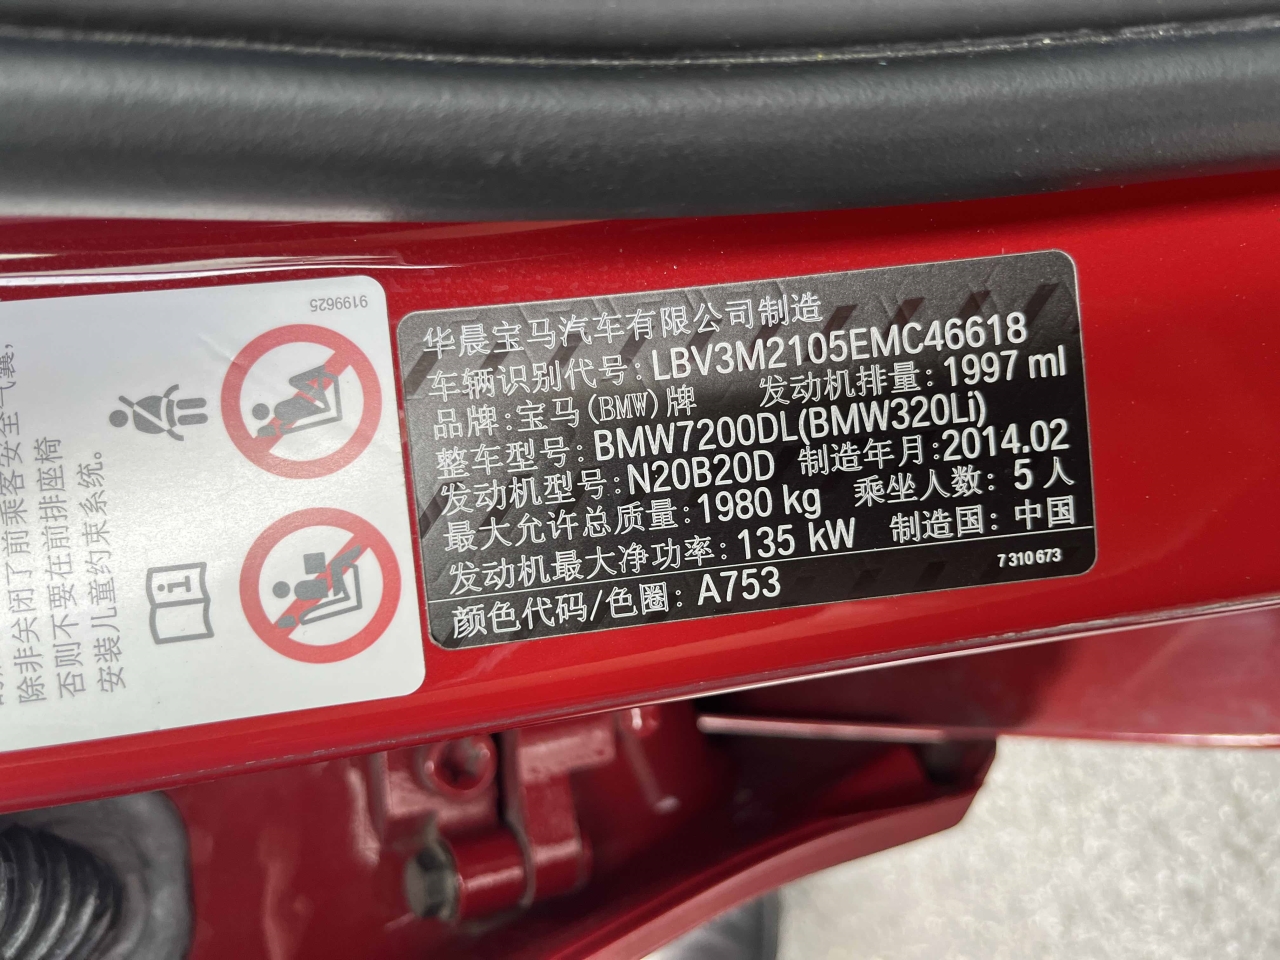 9199625
除非关闭了前乘客安全气囊，
否则不要在前排座椅
安装儿童约束系统。
华晨宝马汽车有限公司制造
车辆识别代号: LBV3M2105EMC46618
品牌: 宝马(BMW)牌 发动机排量: 1997 ml
整车型号: BMW7200DL(BMW320Li)
发动机型号: N20B20D 制造年月: 2014.02
最大允许总质量: 1980 kg 乘坐人数: 5 人
发动机最大净功率: 135 kW 制造国: 中国
颜色代码/色圈: A753 7 310 673